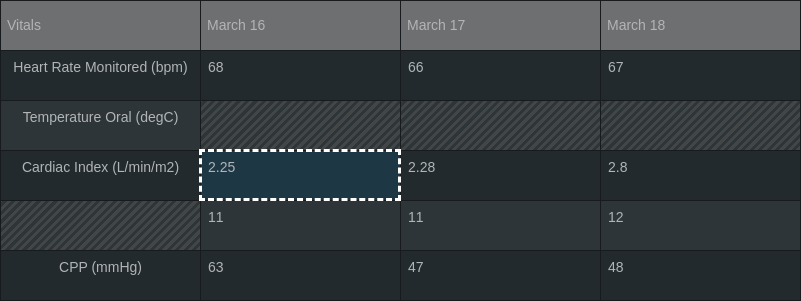 Vitals March 16 March 17 March 18
Heart Rate Monitored (bpm) 68 66 67
Temperature Oral (degC)
Cardiac Index (L/min/m2) 2.25 2.28 2.8
11 11 12
CPP (mmHg) 63 47 48